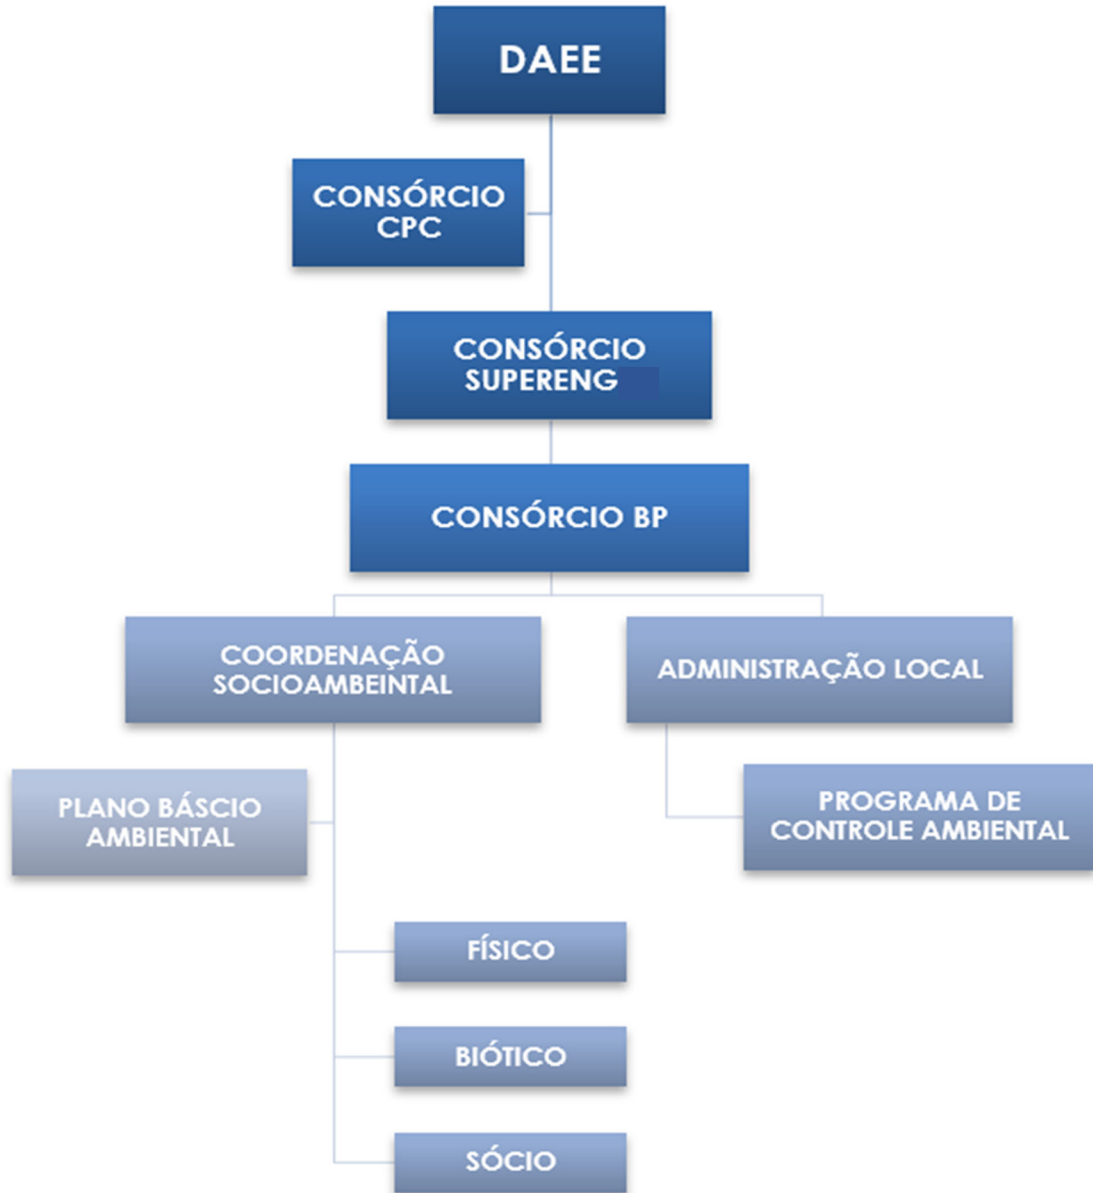 DAEE
CONSÓRCIO
CPC
CONSÓRCIO
SUPERENG
CONSÓRCIO BP
COORDENAÇÃO
SOCIOAMBEINTAL
ADMINISTRAÇÃO LOCAL
PLANO BÁSCIO
AMBIENTAL
PROGRAMA DE
CONTROLE AMBIENTAL
FÍSICO
BIÓTICO
SÓCIO